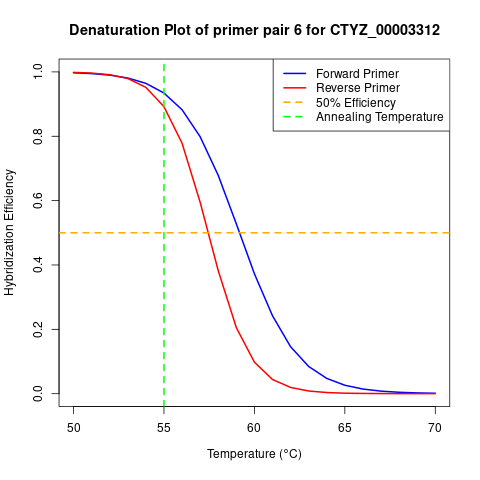 Denaturation Plot of primer pair 6 for CTYZ_00003312
Forward Primer
Reverse Primer
50% Efficiency
Annealing Temperature
Hybridization Efficiency
1.0
0.8
0.6
0.4
0.2
0.0
50 55 60 65 70
Temperature (°C)